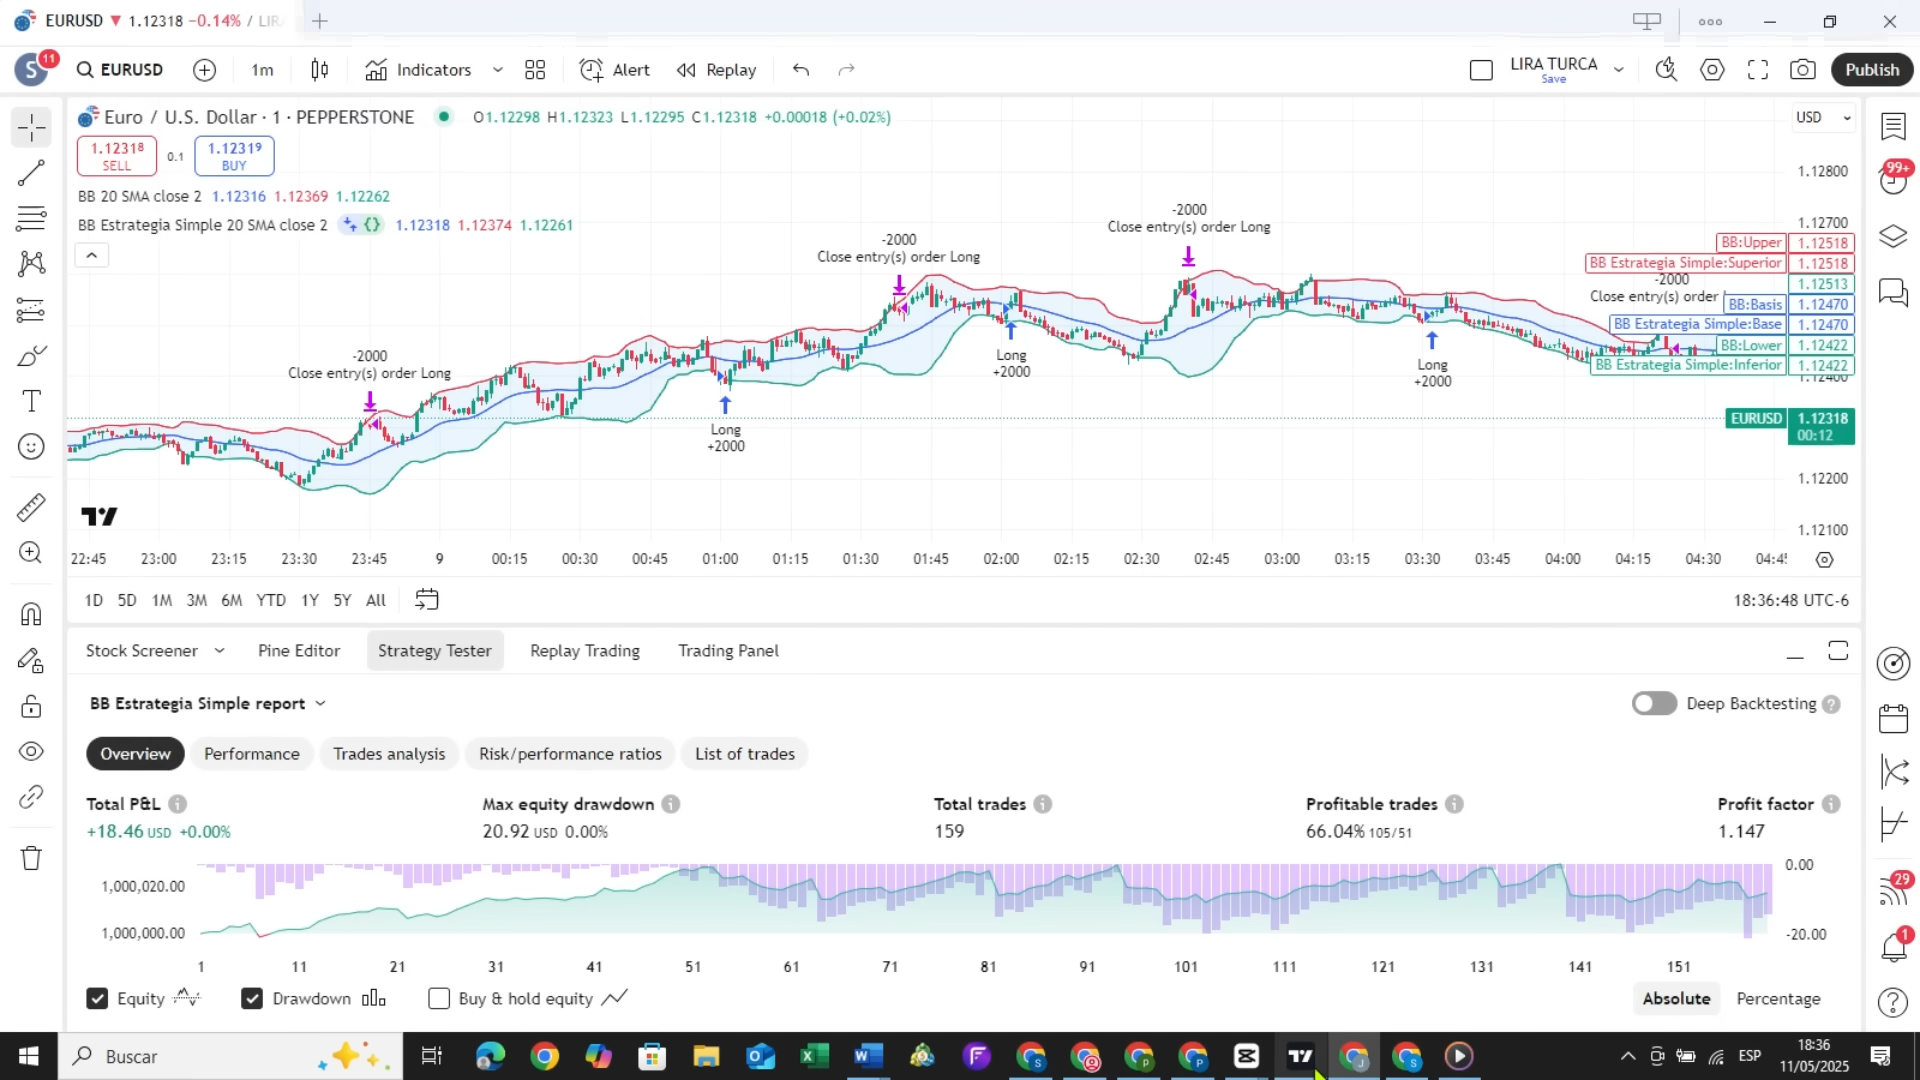 EURUSD ▼ 1.12318 −0.14% / LIRA
S 11 EURUSD 1m Indicators Alert Replay LIRA TURCA Save Publish
Euro / U.S. Dollar · 1 · PEPPERSTONE O1.12298 H1.12323 L1.12295 C1.12318 +0.00018 (+0.02%) USD
1.12318 SELL 0.1 1.12319 BUY
BB 20 SMA close 2 1.12316 1.12369 1.12262
BB Estrategia Simple 20 SMA close 2 1.12318 1.12374 1.12261
-2000
Close entry(s) order Long
Long
+2000
-2000
Close entry(s) order Long
Long
+2000
-2000
Close entry(s) order Long
Long
+2000
-2000
Close entry(s) order
1.12800
1.12700
BB:Upper 1.12518
BB Estrategia Simple:Superior 1.12518
1.12513
BB:Basis 1.12470
BB Estrategia Simple:Base 1.12470
BB:Lower 1.12422
BB Estrategia Simple:Inferior 1.12422
1.12400
EURUSD 1.12318
00:12
1.12200
1.12100
22:45 23:00 23:15 23:30 23:45 9 00:15 00:30 00:45 01:00 01:15 01:30 01:45 02:00 02:15 02:30 02:45 03:00 03:15 03:30 03:45 04:00 04:15 04:30 04:45
1D 5D 1M 3M 6M YTD 1Y 5Y All 18:36:48 UTC-6
Stock Screener Pine Editor Strategy Tester Replay Trading Trading Panel
BB Estrategia Simple report Deep Backtesting
Overview Performance Trades analysis Risk/performance ratios List of trades
Total P&L Max equity drawdown Total trades Profitable trades Profit factor
+18.46 USD +0.00% 20.92 USD 0.00% 159 66.04% 105/51 1.147
1,000,020.00
1,000,000.00
0.00
-20.00
1 11 21 31 41 51 61 71 81 91 101 111 121 131 141 151
Equity Drawdown Buy & hold equity Absolute Percentage
99+
29
1
Buscar ESP 18:36
11/05/2025